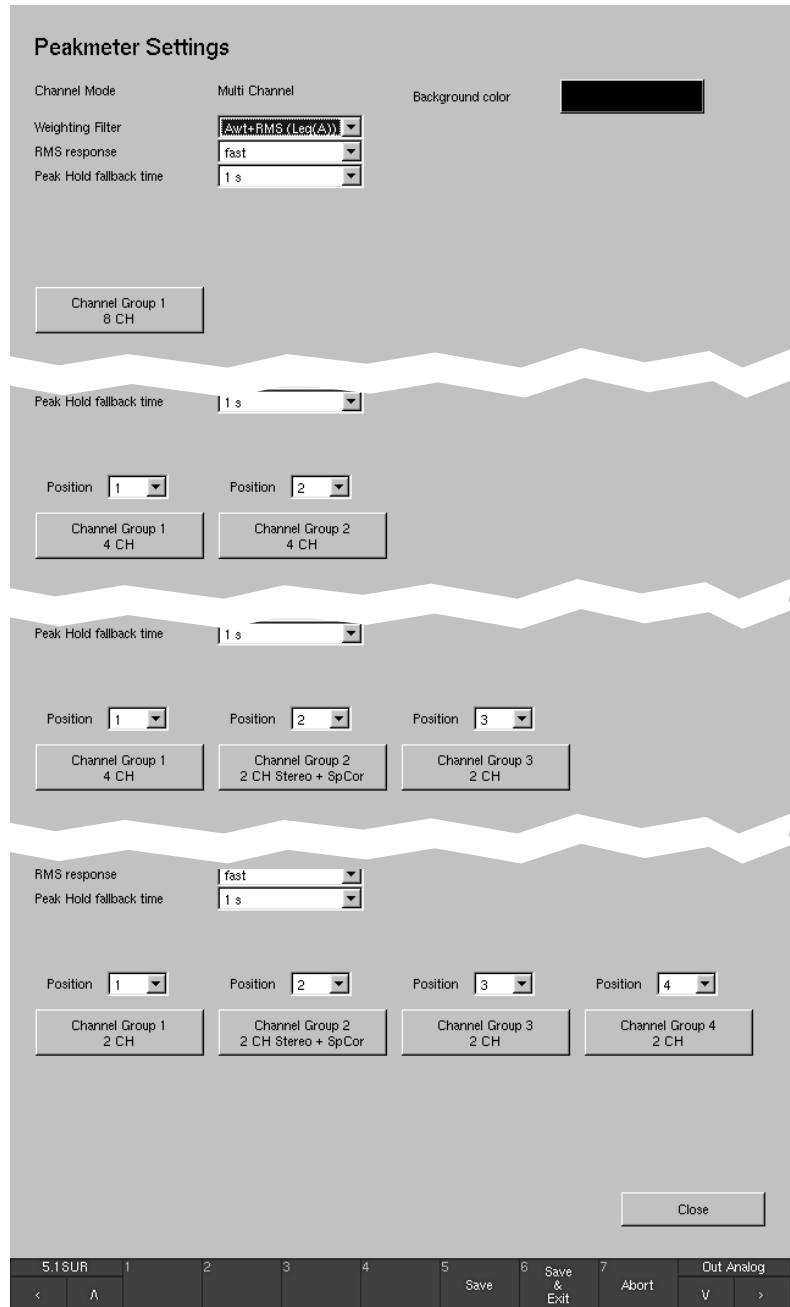 Peakmeter Settings
Channel Mode Multi Channel Background color
Weighting Filter Awt+RMS (Leq(A))
RMS response fast
Peak Hold fallback time 1 s
Channel Group 1
8 CH
Peak Hold fallback time 1 s
Position 1 Position 2
Channel Group 1 Channel Group 2
4 CH 4 CH
Peak Hold fallback time 1 s
Position 1 Position 2 Position 3
Channel Group 1 Channel Group 2 Channel Group 3
4 CH 2 CH Stereo + SpCor 2 CH
RMS response fast
Peak Hold fallback time 1 s
Position 1 Position 2 Position 3 Position 4
Channel Group 1 Channel Group 2 Channel Group 3 Channel Group 4
2 CH 2 CH Stereo + SpCor 2 CH 2 CH
Close
5.1SUR 1 2 3 4 5 6 7 Out Analog
< Λ Save Save & Exit Abort V >